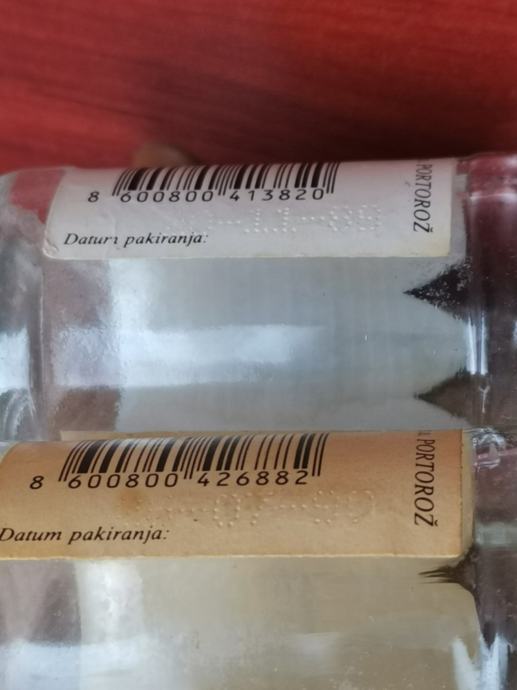 8 600800 413820
PORTOROŽ
Datum pakiranja:
8 600800 426882
PORTOROŽ
Datum pakiranja: